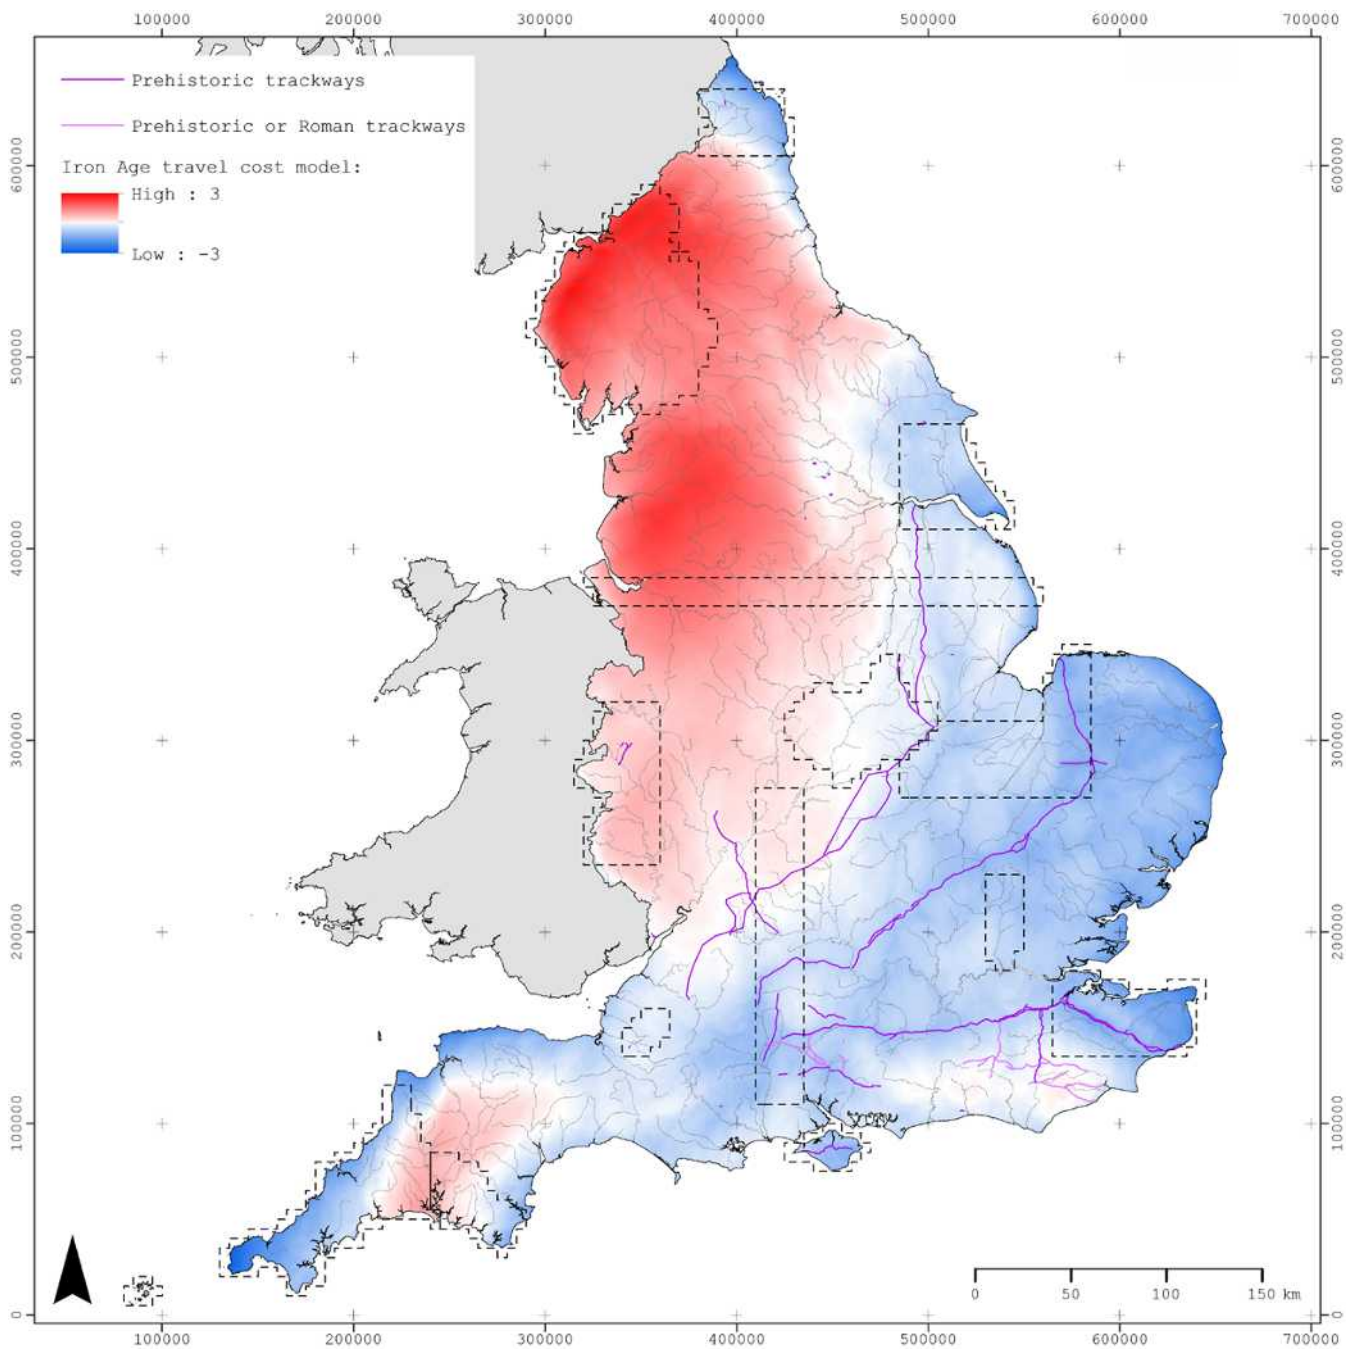 100000 200000 300000 400000 500000 600000 700000
Prehistoric trackways
Prehistoric or Roman trackways
Iron Age travel cost model:
High : 3
Low : -3
600000 600000
500000 500000
400000 400000
300000 300000
200000 200000
100000 100000
0 0
0 50 100 150 km
100000 200000 300000 400000 500000 600000 700000